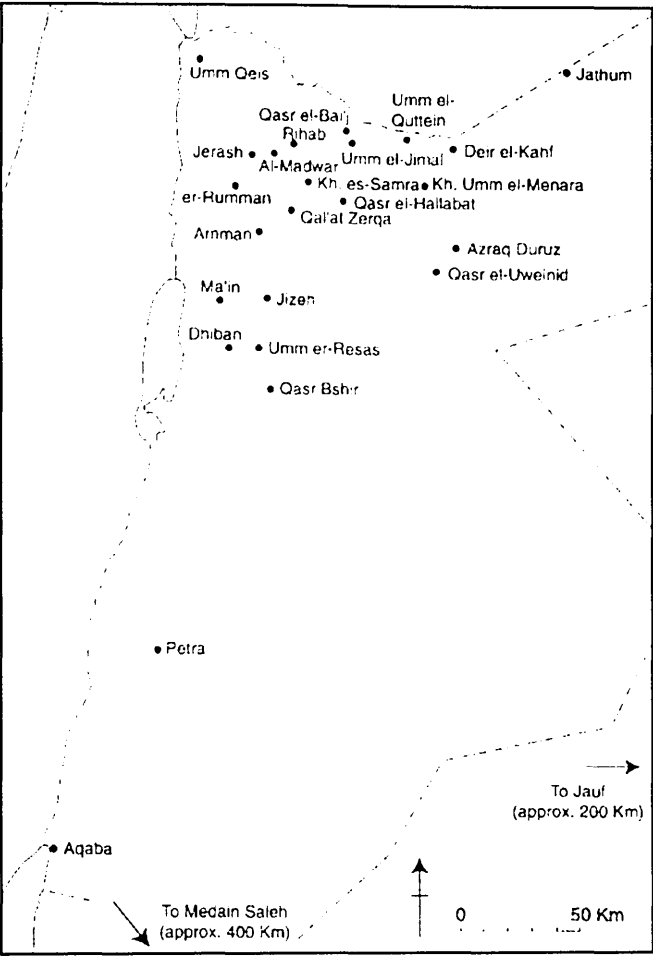 Umm Qeis
Jathum
Umm el-
Quttein
Qasr el-Baij
Rihab
Jerash
Al-Madwar
Umm el-Jimal
Deir el-Kahf
Kh. es-Samra
Kh. Umm el-Menara
er-Rumman
Qasr el-Hallabat
Qal'at Zerqa
Amman
Azraq Duruz
Qasr el-Uweinid
Ma'in
Jizeh
Dhiban
Umm er-Resas
Qasr Bshir
Petra
To Jauf
(approx. 200 Km)
Aqaba
To Medain Saleh
(approx. 400 Km)
0 50 Km